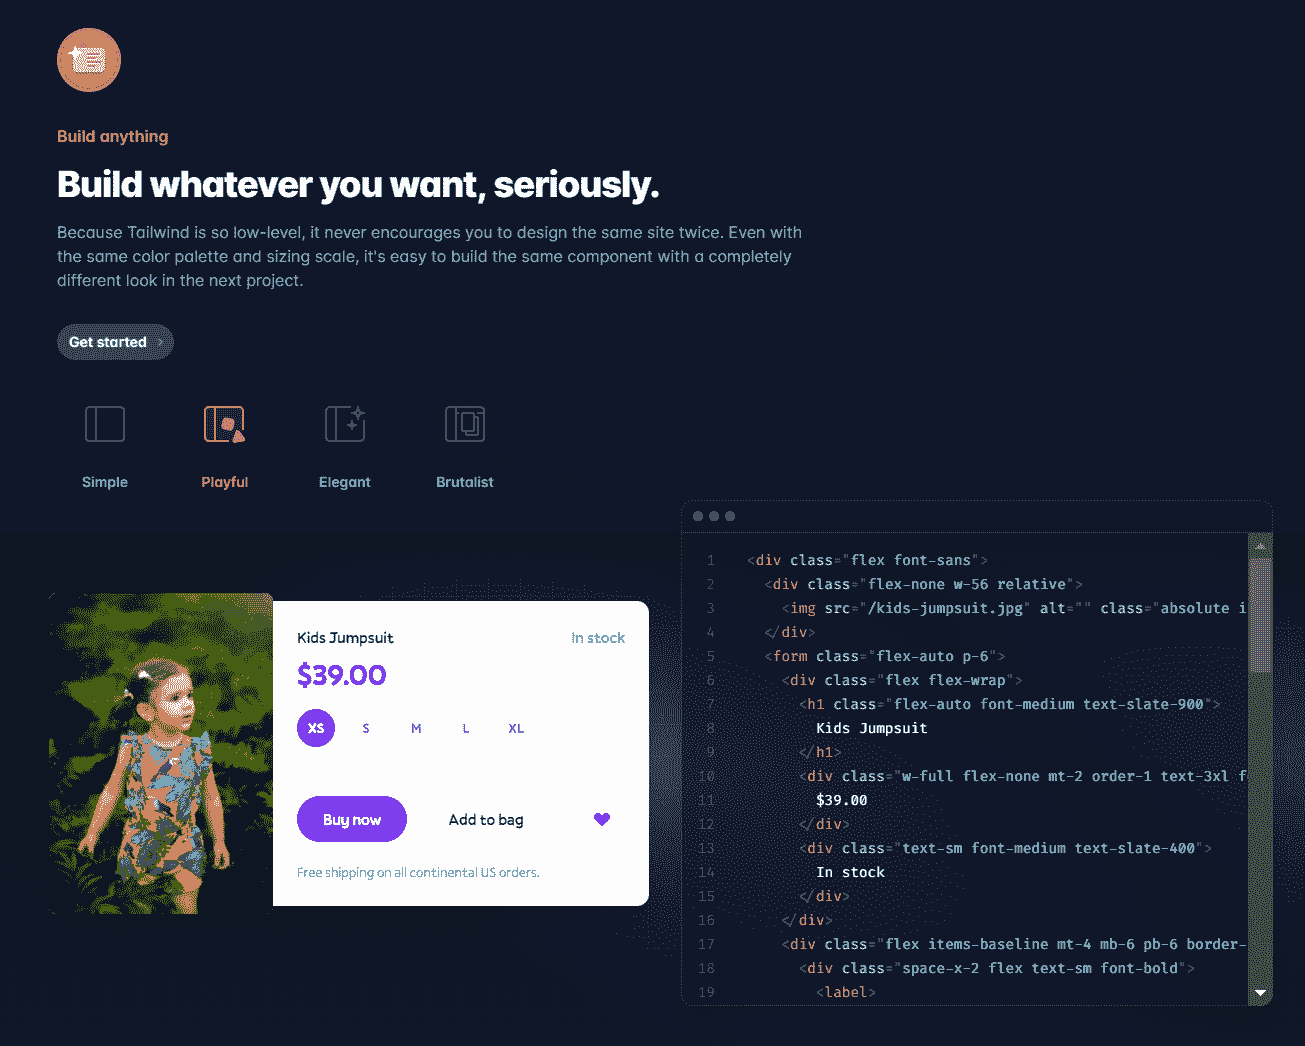 Build anything
Build whatever you want, seriously.
Because Tailwind is so low-level, it never encourages you to design the same site twice. Even with
the same color palette and sizing scale, it's easy to build the same component with a completely
different look in the next project.
Get started
Simple
Playful
Elegant
Brutalist
Kids Jumpsuit
In stock
$39.00
XS S M L XL
Buy now
Add to bag
Free shipping on all continental US orders.
1 <div class="flex font-sans">
2 <div class="flex-none w-56 relative">
3 <img src="/kids-jumpsuit.jpg" alt="" class="absolute i
4 </div>
5 <form class="flex-auto p-6">
6 <div class="flex flex-wrap">
7 <h1 class="flex-auto font-medium text-slate-900">
8 Kids Jumpsuit
9 </h1>
10 <div class="w-full flex-none mt-2 order-1 text-3xl f
11 $39.00
12 </div>
13 <div class="text-sm font-medium text-slate-400">
14 In stock
15 </div>
16 </div>
17 <div class="flex items-baseline mt-4 mb-6 pb-6 border-
18 <div class="space-x-2 flex text-sm font-bold">
19 <label>